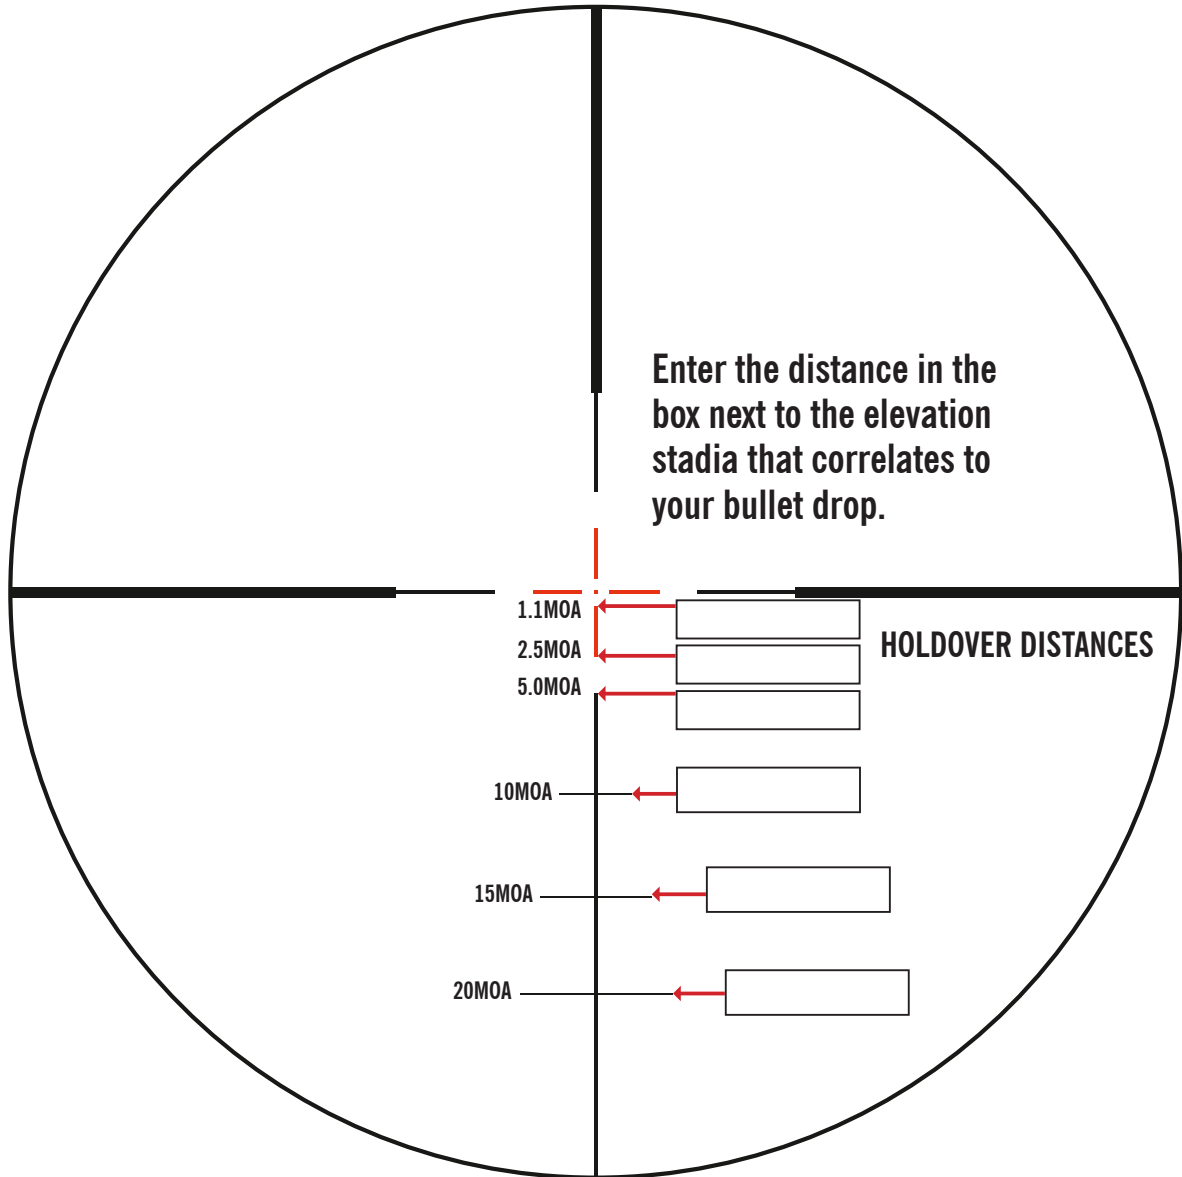 Enter the distance in the
box next to the elevation
stadia that correlates to
your bullet drop.
1.1MOA
HOLDOVER DISTANCES
2.5MOA
5.0MOA
10MOA
15MOA
20MOA